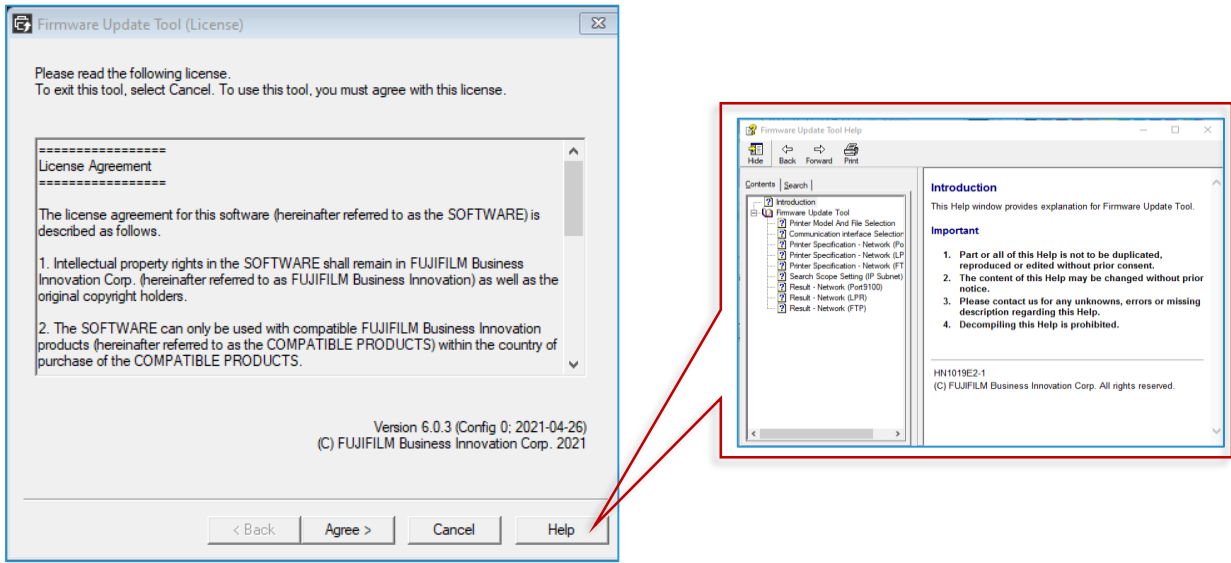 Firmware Update Tool (License)
Please read the following license.
To exit this tool, select Cancel. To use this tool, you must agree with this license.
==================
License Agreement
==================
The license agreement for this software (hereinafter referred to as the SOFTWARE) is
described as follows.
1. Intellectual property rights in the SOFTWARE shall remain in FUJIFILM Business
Innovation Corp. (hereinafter referred to as FUJIFILM Business Innovation) as well as the
original copyright holders.
2. The SOFTWARE can only be used with compatible FUJIFILM Business Innovation
products (hereinafter referred to as the COMPATIBLE PRODUCTS) within the country of
purchase of the COMPATIBLE PRODUCTS.
Version 6.0.3 (Config 0; 2021-04-26)
(C) FUJIFILM Business Innovation Corp. 2021
< Back
Agree >
Cancel
Help
Firmware Update Tool Help
Hide Back Forward Print
Contents Search
Introduction
Firmware Update Tool
Printer Model And File Selection
Communication interface Selection
Printer Specification - Network (Po
Printer Specification - Network (LP
Printer Specification - Network (FT
Search Scope Setting (IP Subnet)
Result - Network (Port9100)
Result - Network (LPR)
Result - Network (FTP)
Introduction
This Help window provides explanation for Firmware Update Tool.
Important
1. Part or all of this Help is not to be duplicated,
reproduced or edited without prior consent.
2. The content of this Help may be changed without prior
notice.
3. Please contact us for any unknowns, errors or missing
description regarding this Help.
4. Decompiling this Help is prohibited.
HN1019E2-1
(C) FUJIFILM Business Innovation Corp. All rights reserved.